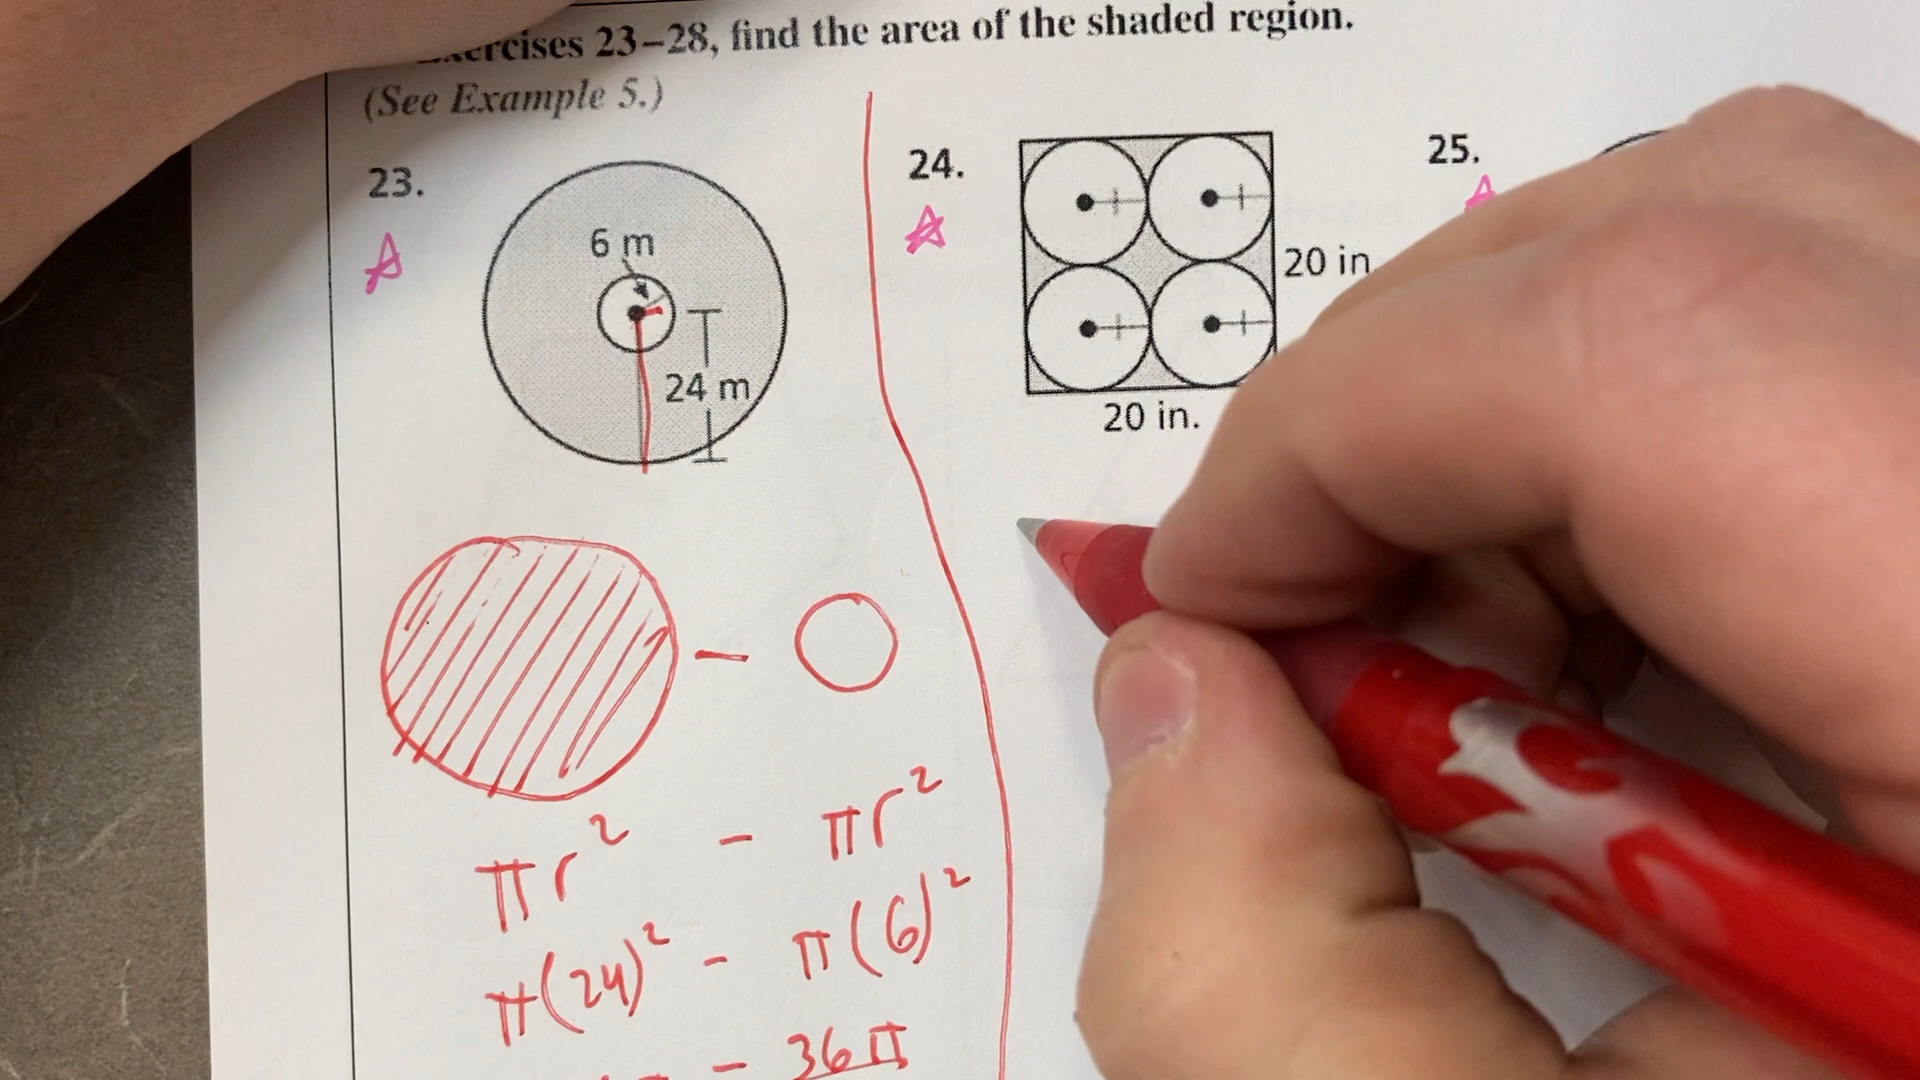 23–28, find the area of the shaded region.
(See Example 5.)
23.
6 m
24 m
24.
20 in.
20 in.
25.
πr² - πr²
π(24)² - π(6)²
- 36π